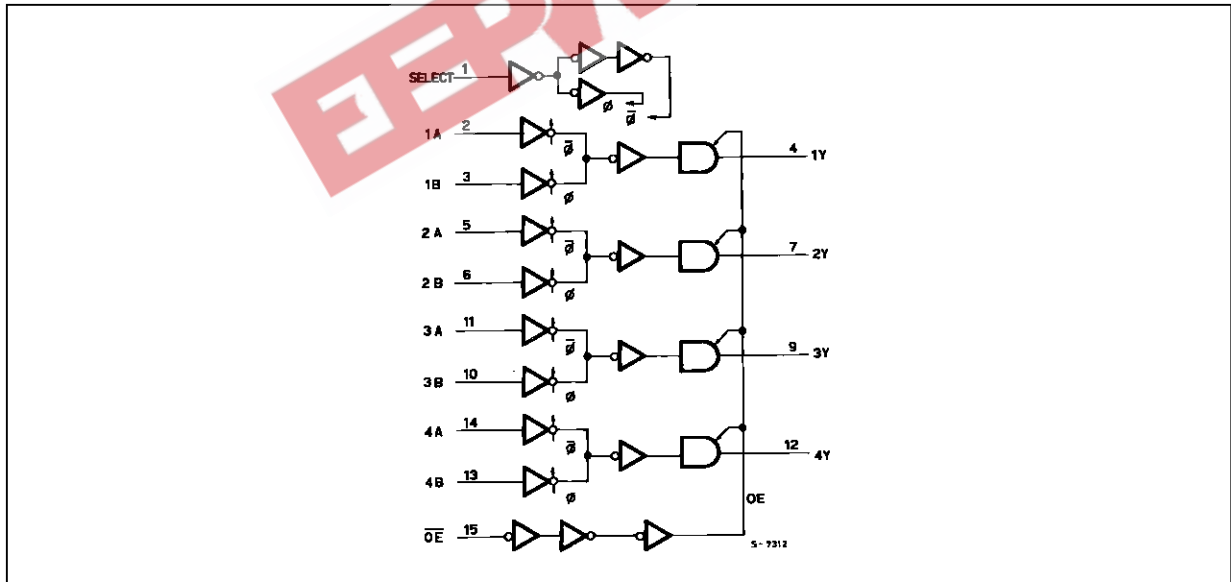 EEPW
SELECT 1
Ø
Ø̅
1A 2
Ø̅
1B 3
Ø
4 1Y
2A 5
Ø̅
2B 6
Ø
7 2Y
3A 11
Ø̅
3B 10
Ø
9 3Y
4A 14
Ø̅
4B 13
Ø
12 4Y
OE
O̅E̅ 15
S-7312